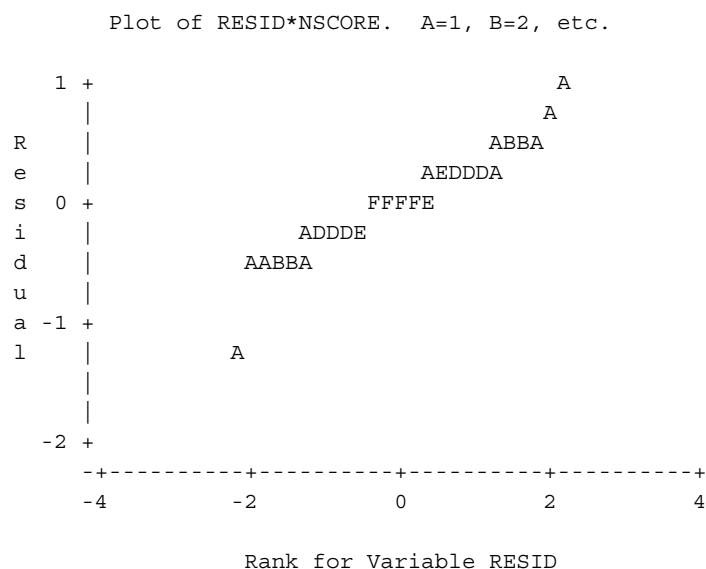 Plot of RESID*NSCORE.  A=1, B=2, etc.
1 +                                          A
|                                        A
R      |                                   ABBA
e      |                              AEDDDA
s   0 +                         FFFFE
i      |                    ADDDE
d      |                AABBA
u      |
a  -1 +
l      |               A
|
|
-2 +
-+---------+---------+---------+---------+
-4        -2         0         2         4
Rank for Variable RESID